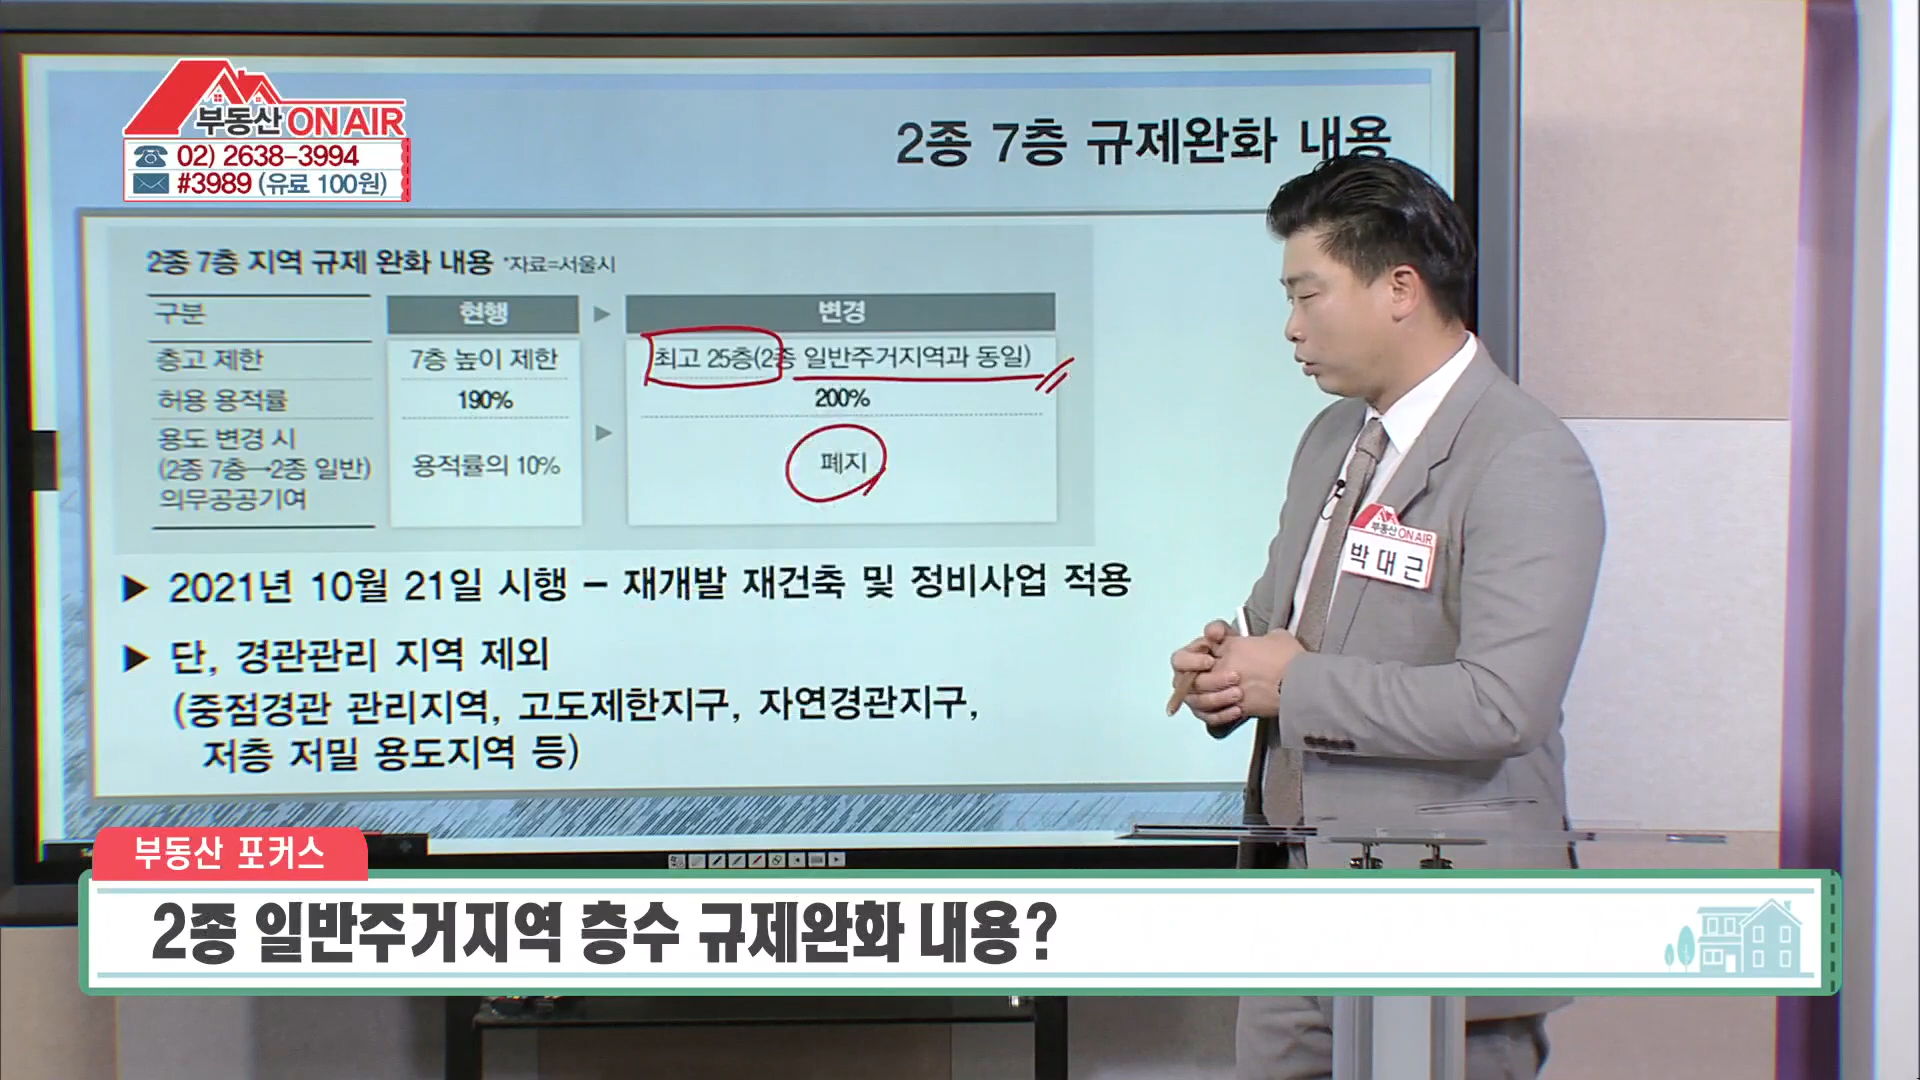 부동산 ON AIR
02) 2638-3994
#3989 (유료 100원)
2종 7층 규제완화 내용
2종 7층 지역 규제 완화 내용 *자료=서울시
구분 현행 ▶ 변경
층고 제한 7층 높이 제한 최고 25층(2종 일반주거지역과 동일)
허용 용적률 190% 200%
용도 변경 시
(2종 7층→2종 일반)
의무공공기여
용적률의 10% ▶ 폐지
▶ 2021년 10월 21일 시행 – 재개발 재건축 및 정비사업 적용
▶ 단, 경관관리 지역 제외
(중점경관 관리지역, 고도제한지구, 자연경관지구,
저층 저밀 용도지역 등)
부동산 ON AIR
박대근
부동산 포커스
2종 일반주거지역 층수 규제완화 내용?